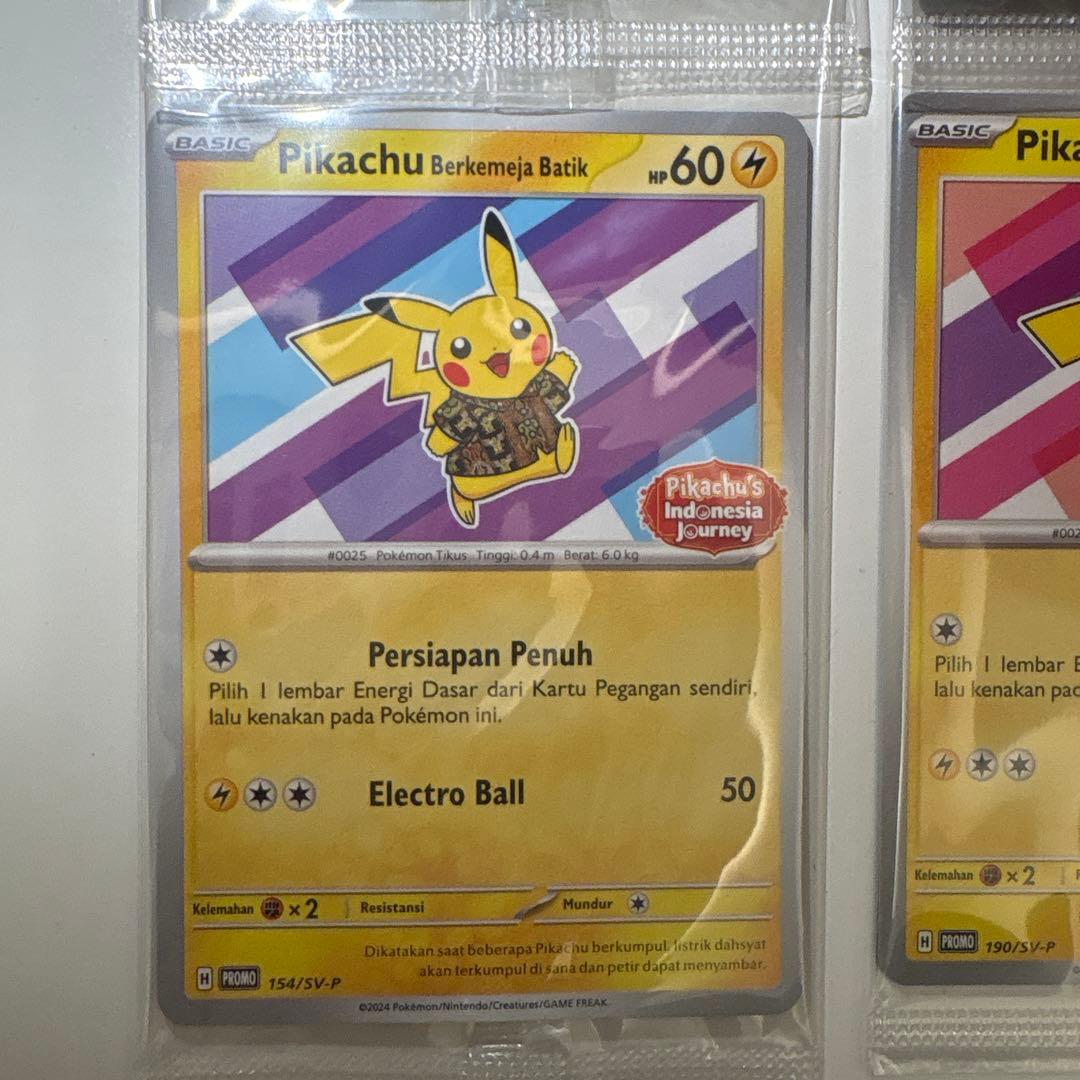 BASIC
Pikachu Berkemeja Batik
HP 60
Pikachu's
Indonesia
Journey
#0025 Pokémon Tikus Tinggi: 0.4 m Berat: 6.0 kg
Persiapan Penuh
Pilih 1 lembar Energi Dasar dari Kartu Pegangan sendiri,
lalu kenakan pada Pokémon ini.
Electro Ball 50
Kelemahan ×2 Resistansi Mundur
Dikatakan saat beberapa Pikachu berkumpul, listrik dahsyat
akan terkumpul di sana dan petir dapat menyambar.
H PROMO 154/SV-P
©2024 Pokémon/Nintendo/Creatures/GAME FREAK
BASIC
Pika
#002
Pilih 1 lembar E
lalu kenakan pad
Kelemahan ×2
H PROMO 190/SV-P